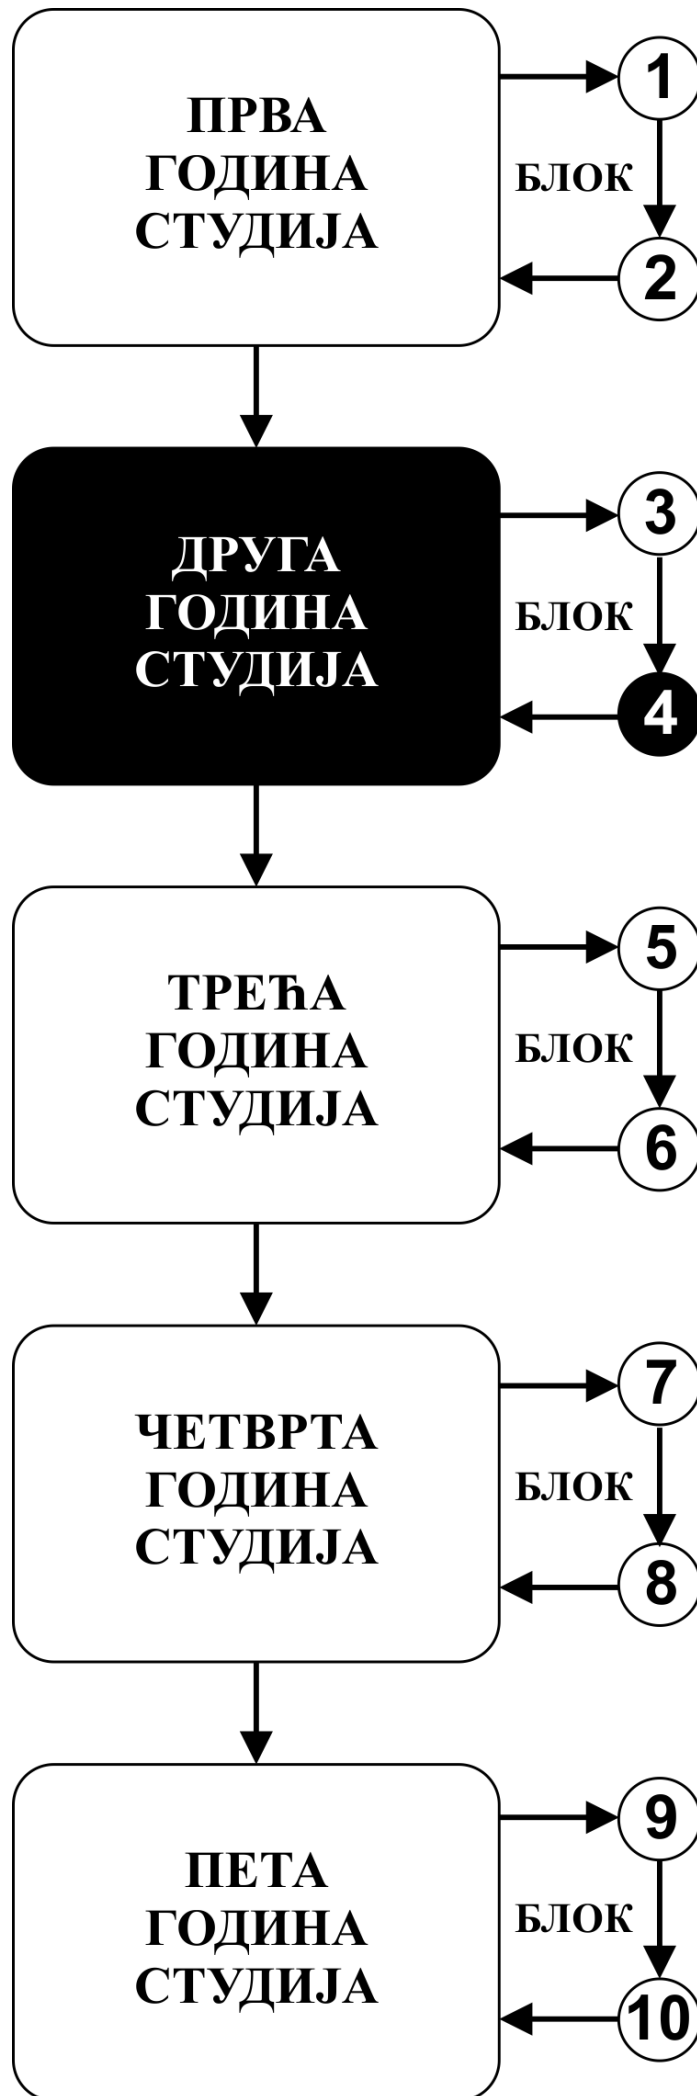 ПРВА
ГОДИНА
СТУДИЈА
1
БЛОК
2
ДРУГА
ГОДИНА
СТУДИЈА
3
БЛОК
4
ТРЕЋА
ГОДИНА
СТУДИЈА
5
БЛОК
6
ЧЕТВРТА
ГОДИНА
СТУДИЈА
7
БЛОК
8
ПЕТА
ГОДИНА
СТУДИЈА
9
БЛОК
10